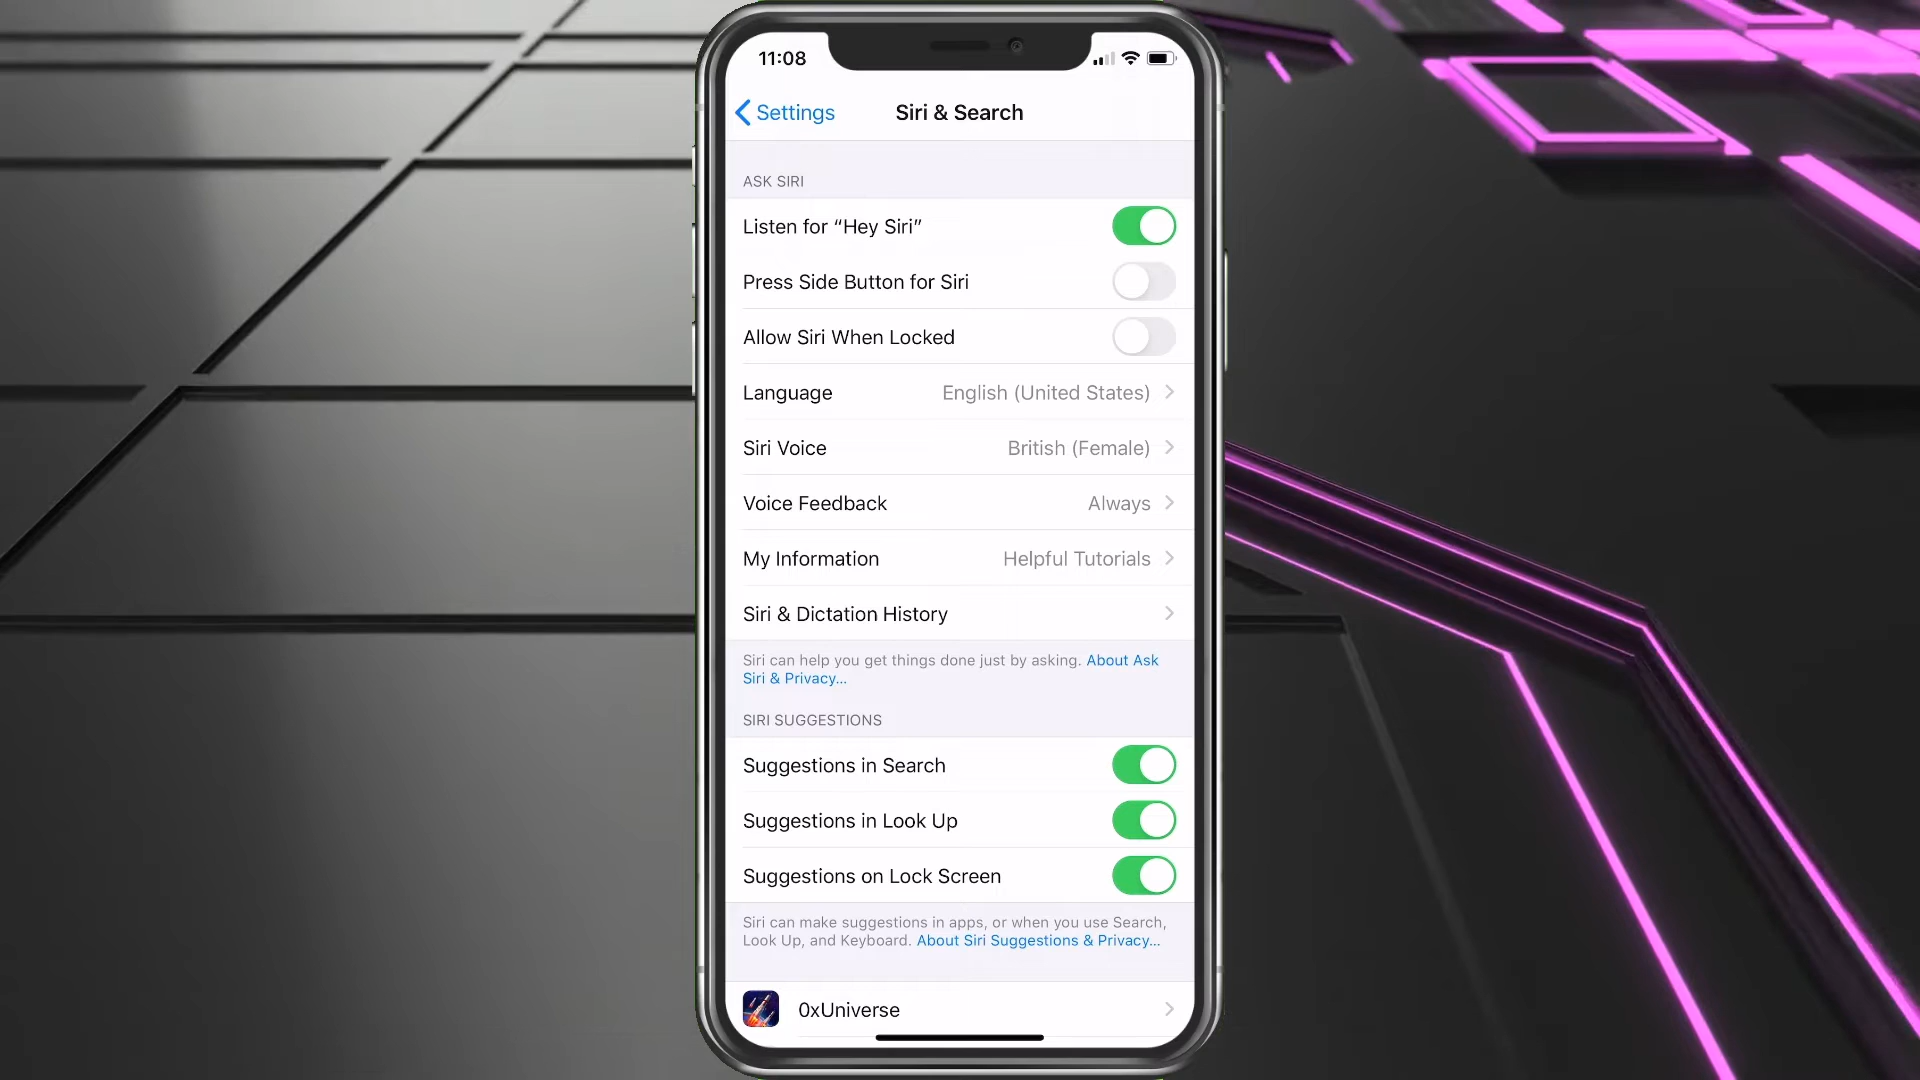 11:08
Settings
Siri & Search
ASK SIRI
Listen for “Hey Siri”
Press Side Button for Siri
Allow Siri When Locked
Language English (United States)
Siri Voice British (Female)
Voice Feedback Always
My Information Helpful Tutorials
Siri & Dictation History
Siri can help you get things done just by asking. About Ask
Siri & Privacy...
SIRI SUGGESTIONS
Suggestions in Search
Suggestions in Look Up
Suggestions on Lock Screen
Siri can make suggestions in apps, or when you use Search,
Look Up, and Keyboard. About Siri Suggestions & Privacy...
0xUniverse